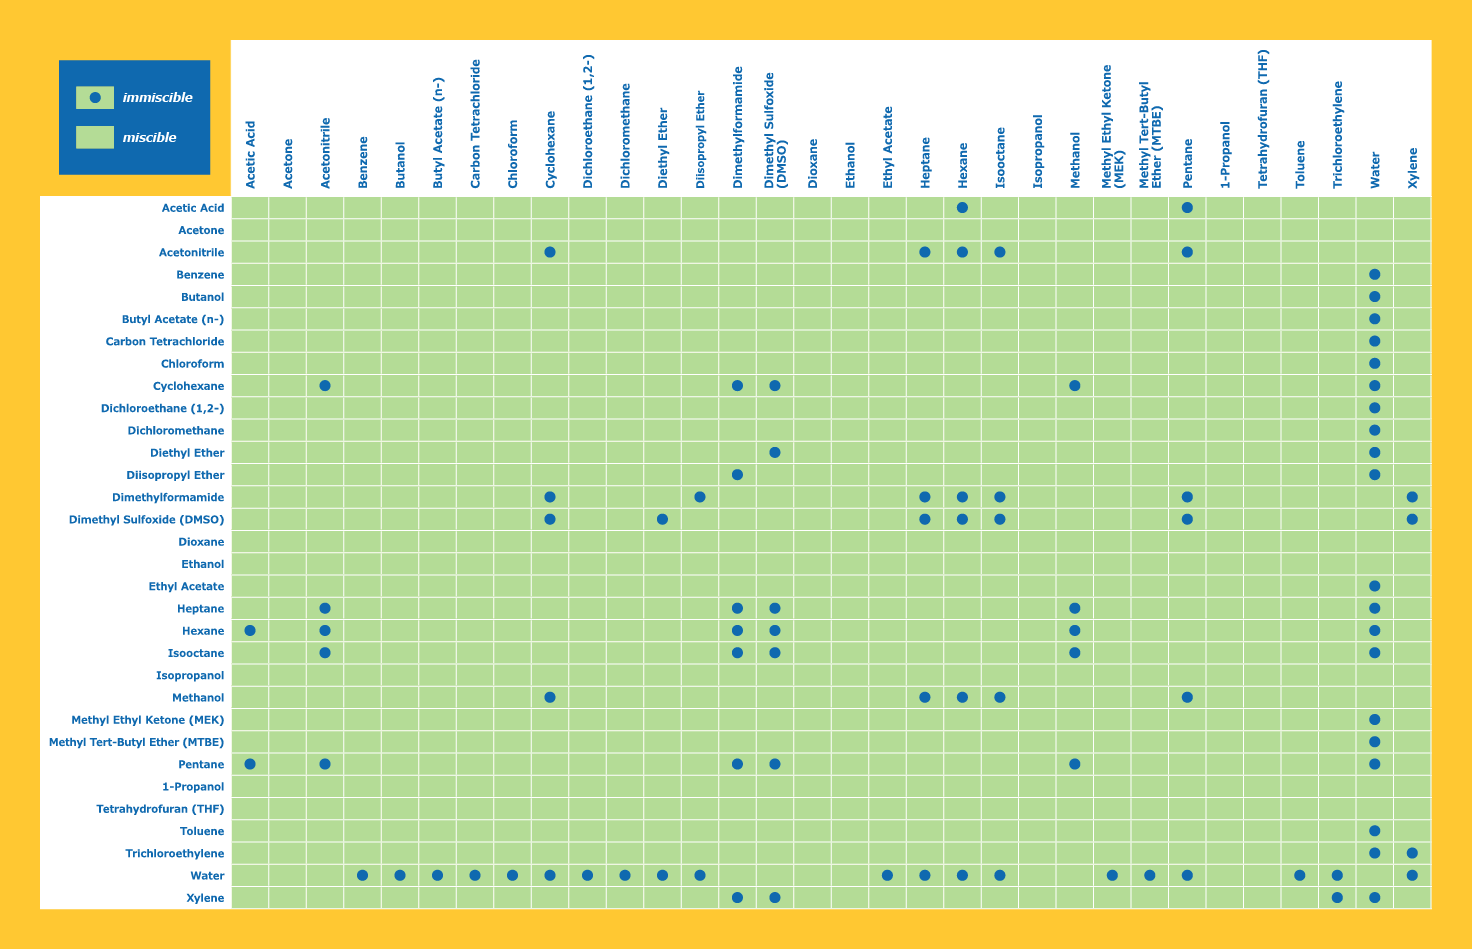 immiscible
miscible
Acetic Acid
Acetone
Acetonitrile
Benzene
Butanol
Butyl Acetate (n-)
Carbon Tetrachloride
Chloroform
Cyclohexane
Dichloroethane (1,2-)
Dichloromethane
Diethyl Ether
Diisopropyl Ether
Dimethylformamide
Dimethyl Sulfoxide
(DMSO)
Dioxane
Ethanol
Ethyl Acetate
Heptane
Hexane
Isooctane
Isopropanol
Methanol
Methyl Ethyl Ketone
(MEK)
Methyl Tert-Butyl
Ether (MTBE)
Pentane
1-Propanol
Tetrahydrofuran (THF)
Toluene
Trichloroethylene
Water
Xylene
Acetic Acid
Acetone
Acetonitrile
Benzene
Butanol
Butyl Acetate (n-)
Carbon Tetrachloride
Chloroform
Cyclohexane
Dichloroethane (1,2-)
Dichloromethane
Diethyl Ether
Diisopropyl Ether
Dimethylformamide
Dimethyl Sulfoxide (DMSO)
Dioxane
Ethanol
Ethyl Acetate
Heptane
Hexane
Isooctane
Isopropanol
Methanol
Methyl Ethyl Ketone (MEK)
Methyl Tert-Butyl Ether (MTBE)
Pentane
1-Propanol
Tetrahydrofuran (THF)
Toluene
Trichloroethylene
Water
Xylene